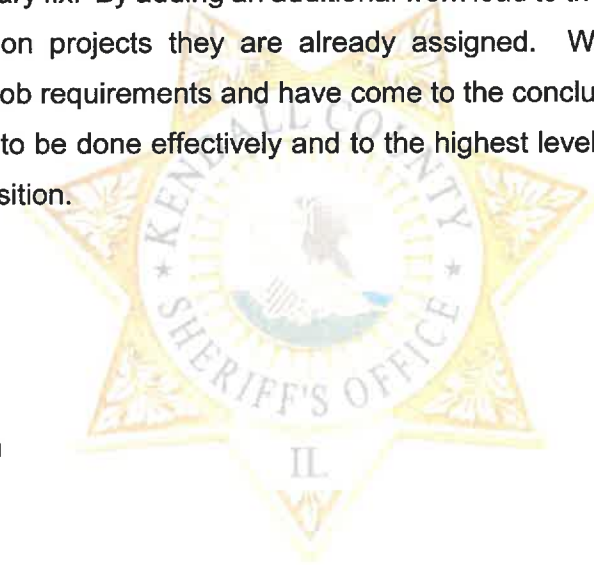 on projects they are already assigned. W
ob requirements and have come to the conclu
to be done effectively and to the highest level
sition.
KENDALL COUNTY
SHERIFF'S OFFICE
IL